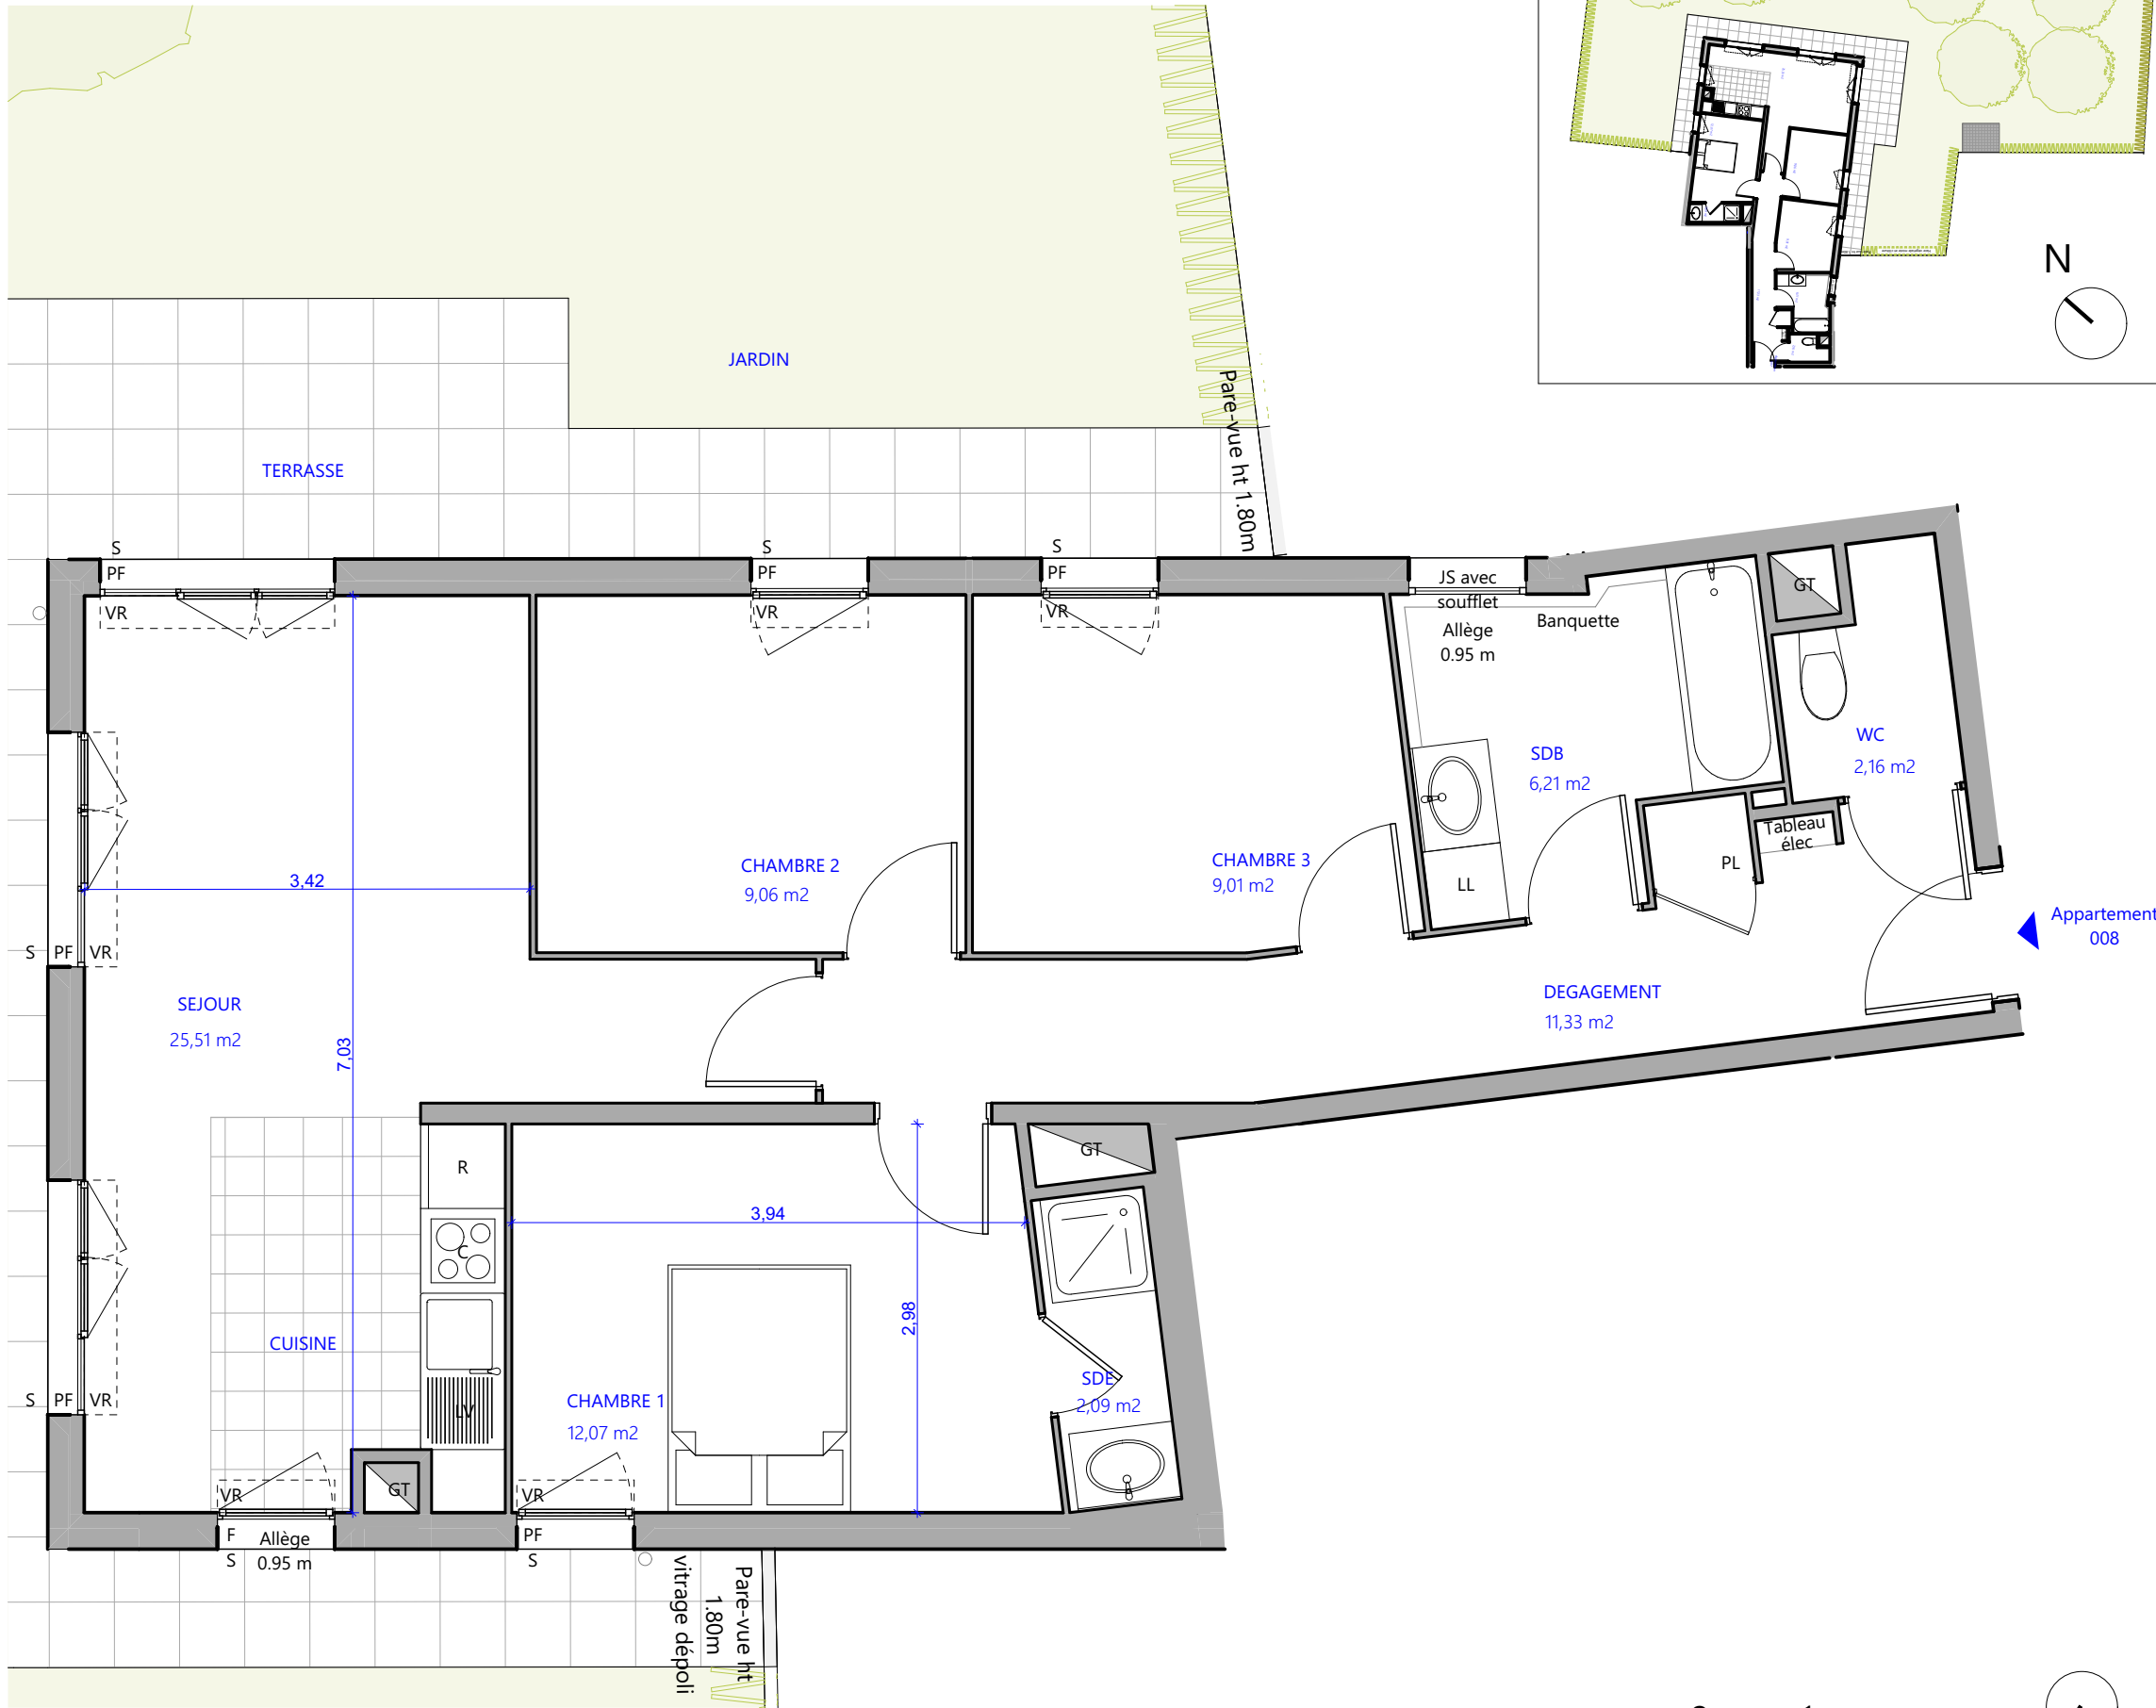 N
JARDIN
TERRASSE
Pare-vue ht 1.80m
S
PF
VR
S
PF
VR
S
PF
VR
JS avec
soufflet
Allège
0.95 m
Banquette
GT
WC
2,16 m2
SDB
6,21 m2
CHAMBRE 2
9,06 m2
CHAMBRE 3
9,01 m2
LL
PL
Tableau
élec
3,42
Appartement
008
S PF VR
SEJOUR
25,51 m2
7,03
DEGAGEMENT
11,33 m2
R
GT
3,94
C
2,98
CUISINE
SDE
2,09 m2
S PF VR
LV
CHAMBRE 1
12,07 m2
VR
GT
VR
F
Allège
S
0.95 m
PF
S
Pare-vue ht
1.80m
vitrage dépoli